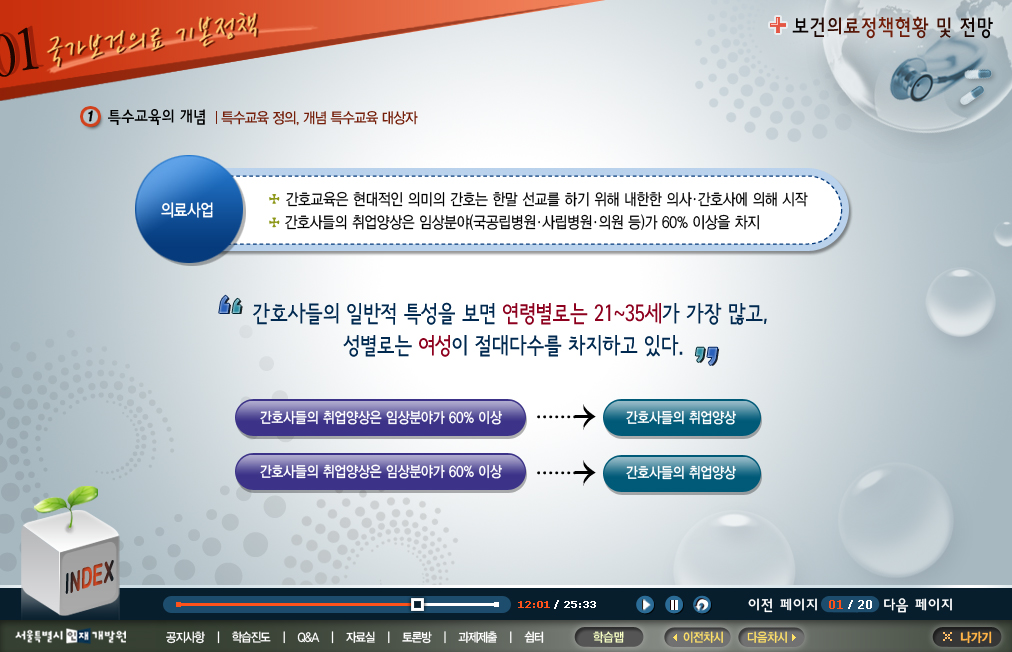 01 국가보건의료 기본정책
보건의료정책현황 및 전망
1 특수교육의 개념 | 특수교육 정의, 개념 특수교육 대상자
의료사업
간호교육은 현대적인 의미의 간호는 한말 선교를 하기 위해 내한한 의사·간호사에 의해 시작
간호사들의 취업양상은 임상분야(국공립병원·사립병원·의원 등)가 60% 이상을 차지
“ 간호사들의 일반적 특성을 보면 연령별로는 21~35세가 가장 많고,
성별로는 여성이 절대다수를 차지하고 있다. ”
간호사들의 취업양상은 임상분야가 60% 이상
간호사들의 취업양상
간호사들의 취업양상은 임상분야가 60% 이상
간호사들의 취업양상
INDEX
12:01 / 25:33
이전 페이지 01 / 20 다음 페이지
서울특별시 인재개발원
공지사항 | 학습진도 | Q&A | 자료실 | 토론방 | 과제제출 | 쉼터
학습맵
이전차시
다음차시
나가기